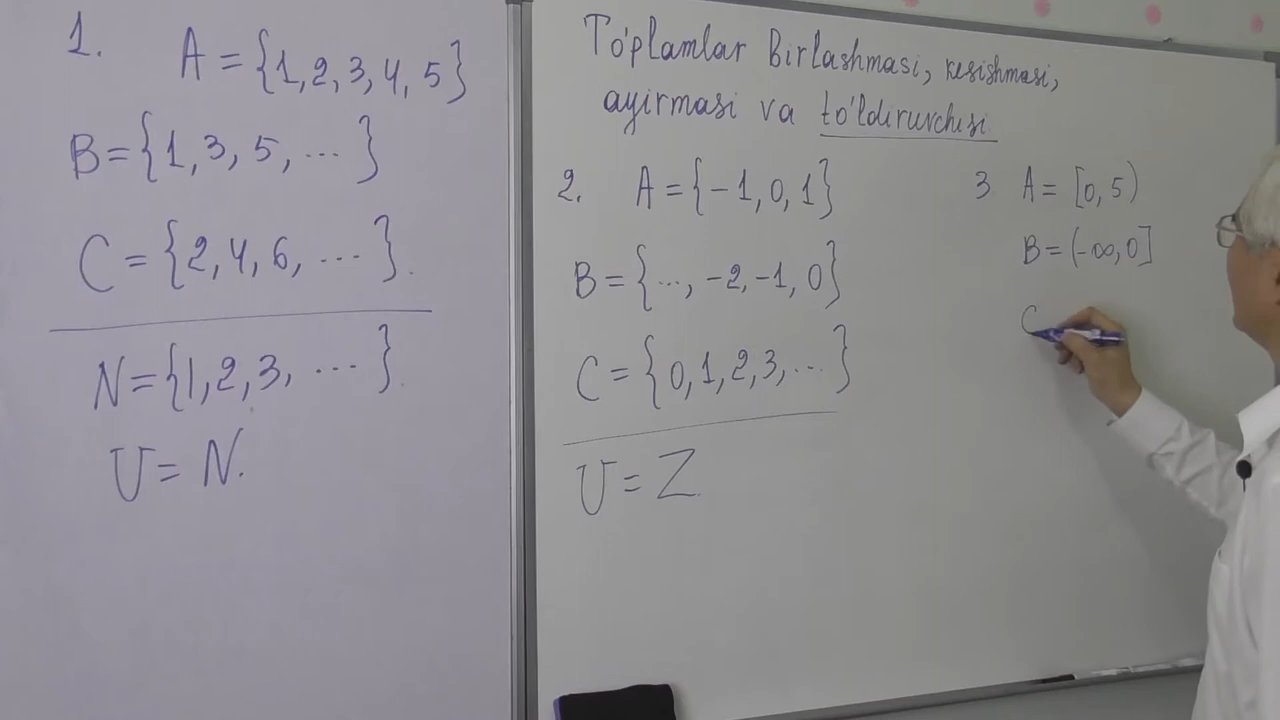 1. A = {1, 2, 3, 4, 5}
B = {1, 3, 5, ... }
C = {2, 4, 6, ... }.
N = {1, 2, 3, ... }.
U = N.
To'plamlar Birlashmasi, kesishmasi,
ayirmasi va to'ldiruvchisi
2. A = {-1, 0, 1}
B = {..., -2, -1, 0}
C = {0, 1, 2, 3, ... }
U = Z.
3 A = [0, 5)
B = (-∞, 0]
C